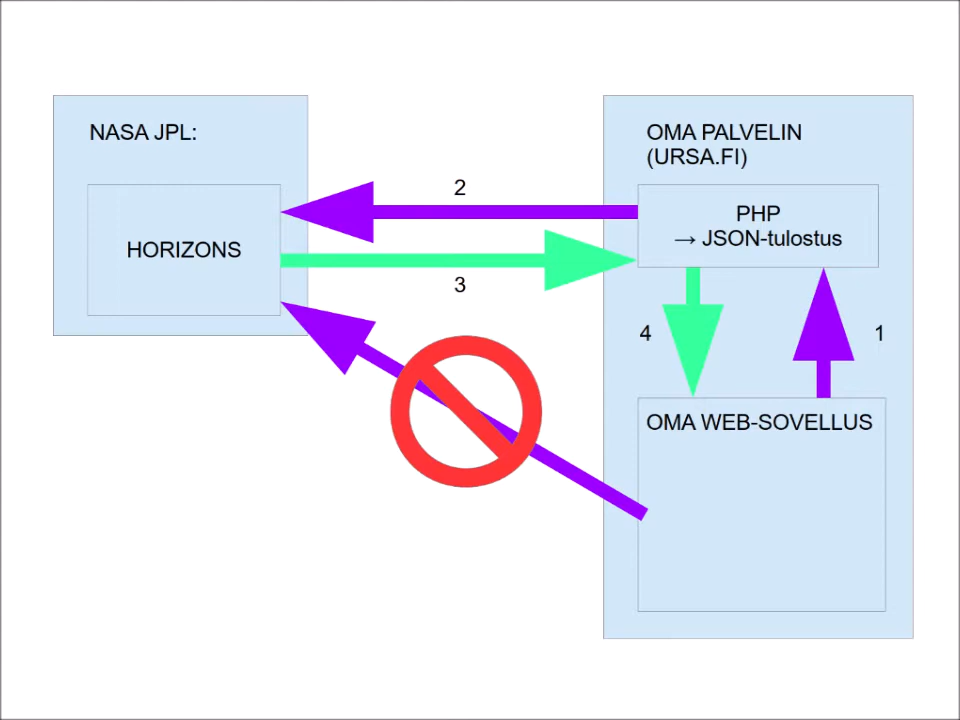 NASA JPL:
HORIZONS
2
3
OMA PALVELIN
(URSA.FI)
PHP
→ JSON-tulostus
4
1
OMA WEB-SOVELLUS